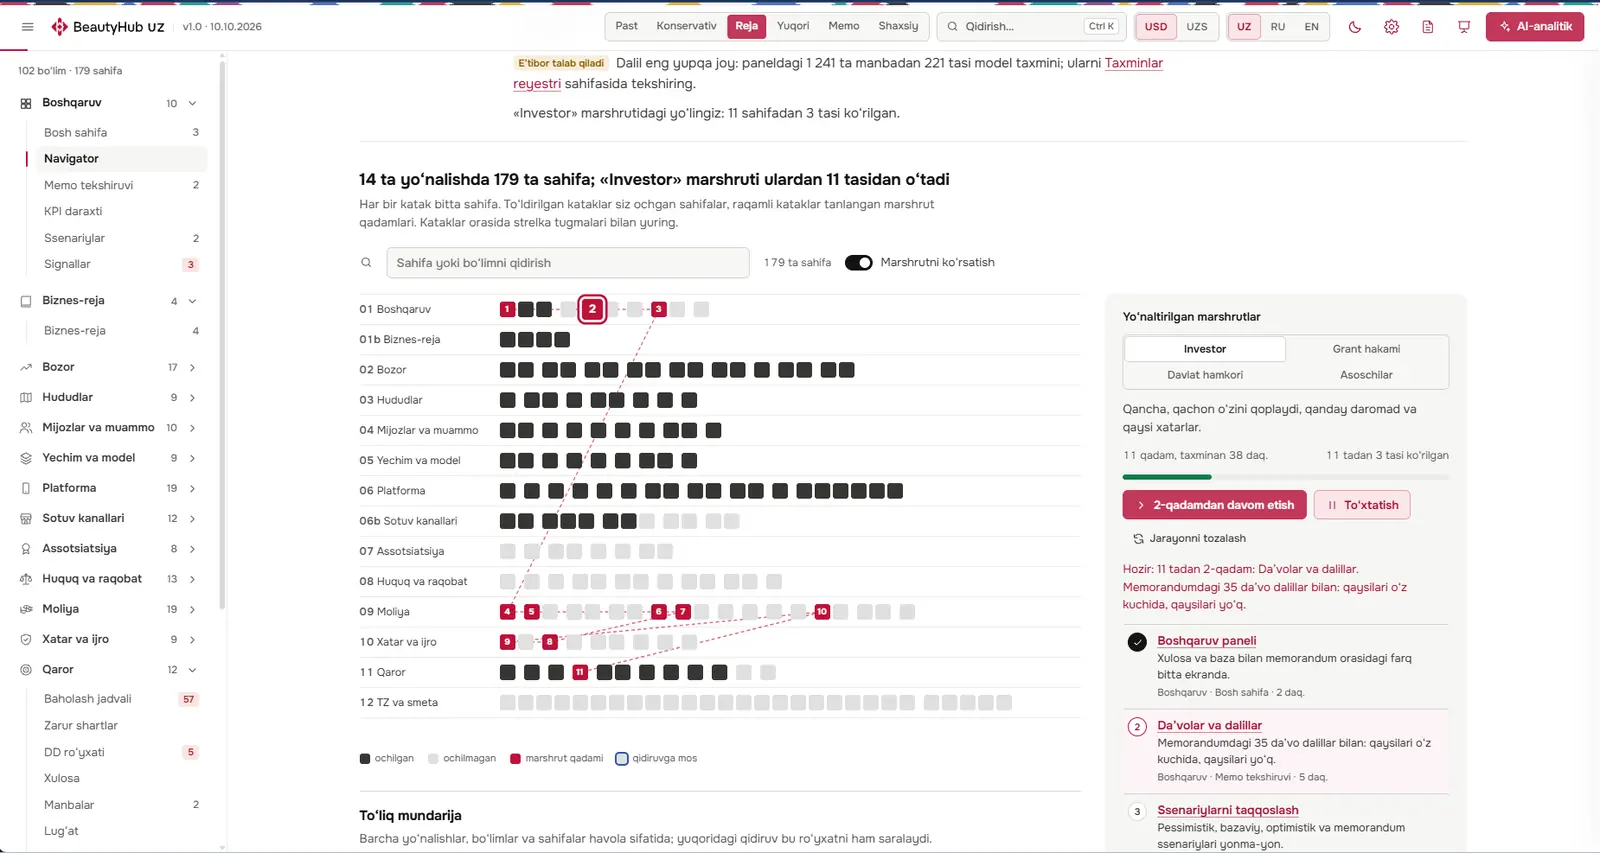 BeautyHub UZ
v1.0 · 10.10.2026
Past
Konservativ
Reja
Yuqori
Memo
Shaxsiy
Qidirish...
Ctrl K
USD
UZS
UZ
RU
EN
AI-analitik
102 bo‘lim · 179 sahifa
Boshqaruv 10
Bosh sahifa 3
Navigator
Memo tekshiruvi 2
KPI daraxti
Ssenariylar 2
Signallar 3
Biznes-reja 4
Biznes-reja 4
Bozor 17
Hududlar 9
Mijozlar va muammo 10
Yechim va model 9
Platforma 19
Sotuv kanallari 12
Assotsiatsiya 8
Huquq va raqobat 13
Moliya 19
Xatar va ijro 9
Qaror 12
Baholash jadvali 57
Zarur shartlar
DD ro‘yxati 5
Xulosa
Manbalar 2
Lug‘at
E’tibor talab qiladi Dalil eng yupqa joy: paneldagi 1 241 ta manbadan 221 tasi model taxmini; ularni Taxminlar
reyestri sahifasida tekshiring.
«Investor» marshrutidagi yo‘lingiz: 11 sahifadan 3 tasi ko‘rilgan.
14 ta yo‘nalishda 179 ta sahifa; «Investor» marshruti ulardan 11 tasidan o‘tadi
Har bir katak bitta sahifa. To‘ldirilgan kataklar siz ochgan sahifalar, raqamli kataklar tanlangan marshrut
qadamlari. Kataklar orasida strelka tugmalari bilan yuring.
Sahifa yoki bo‘limni qidirish
179 ta sahifa
Marshrutni ko‘rsatish
01 Boshqaruv 1 2 3
01b Biznes-reja
02 Bozor
03 Hududlar
04 Mijozlar va muammo
05 Yechim va model
06 Platforma
06b Sotuv kanallari
07 Assotsiatsiya
08 Huquq va raqobat
09 Moliya 4 5 6 7 10
10 Xatar va ijro 9 8
11 Qaror 11
12 TZ va smeta
ochilgan
ochilmagan
marshrut qadami
qidiruvga mos
To‘liq mundarija
Barcha yo‘nalishlar, bo‘limlar va sahifalar havola sifatida; yuqoridagi qidiruv bu ro‘yxatni ham saralaydi.
Yo‘naltirilgan marshrutlar
Investor
Grant hakami
Davlat hamkori
Asoschilar
Qancha, qachon o‘zini qoplaydi, qanday daromad va
qaysi xatarlar.
11 qadam, taxminan 38 daq.
11 tadan 3 tasi ko‘rilgan
2-qadamdan davom etish
To‘xtatish
Jarayonni tozalash
Hozir: 11 tadan 2-qadam: Da’volar va dalillar.
Memorandumdagi 35 da’vo dalillar bilan: qaysilari o‘z
kuchida, qaysilari yo‘q.
Boshqaruv paneli
Xulosa va baza bilan memorandum orasidagi farq
bitta ekranda.
Boshqaruv · Bosh sahifa · 2 daq.
2 Da’volar va dalillar
Memorandumdagi 35 da’vo dalillar bilan: qaysilari o‘z
kuchida, qaysilari yo‘q.
Boshqaruv · Memo tekshiruvi · 5 daq.
3 Ssenariylarni taqqoslash
Pessimistik, bazaviy, optimistik va memorandum
ssenariylari yonma-yon.